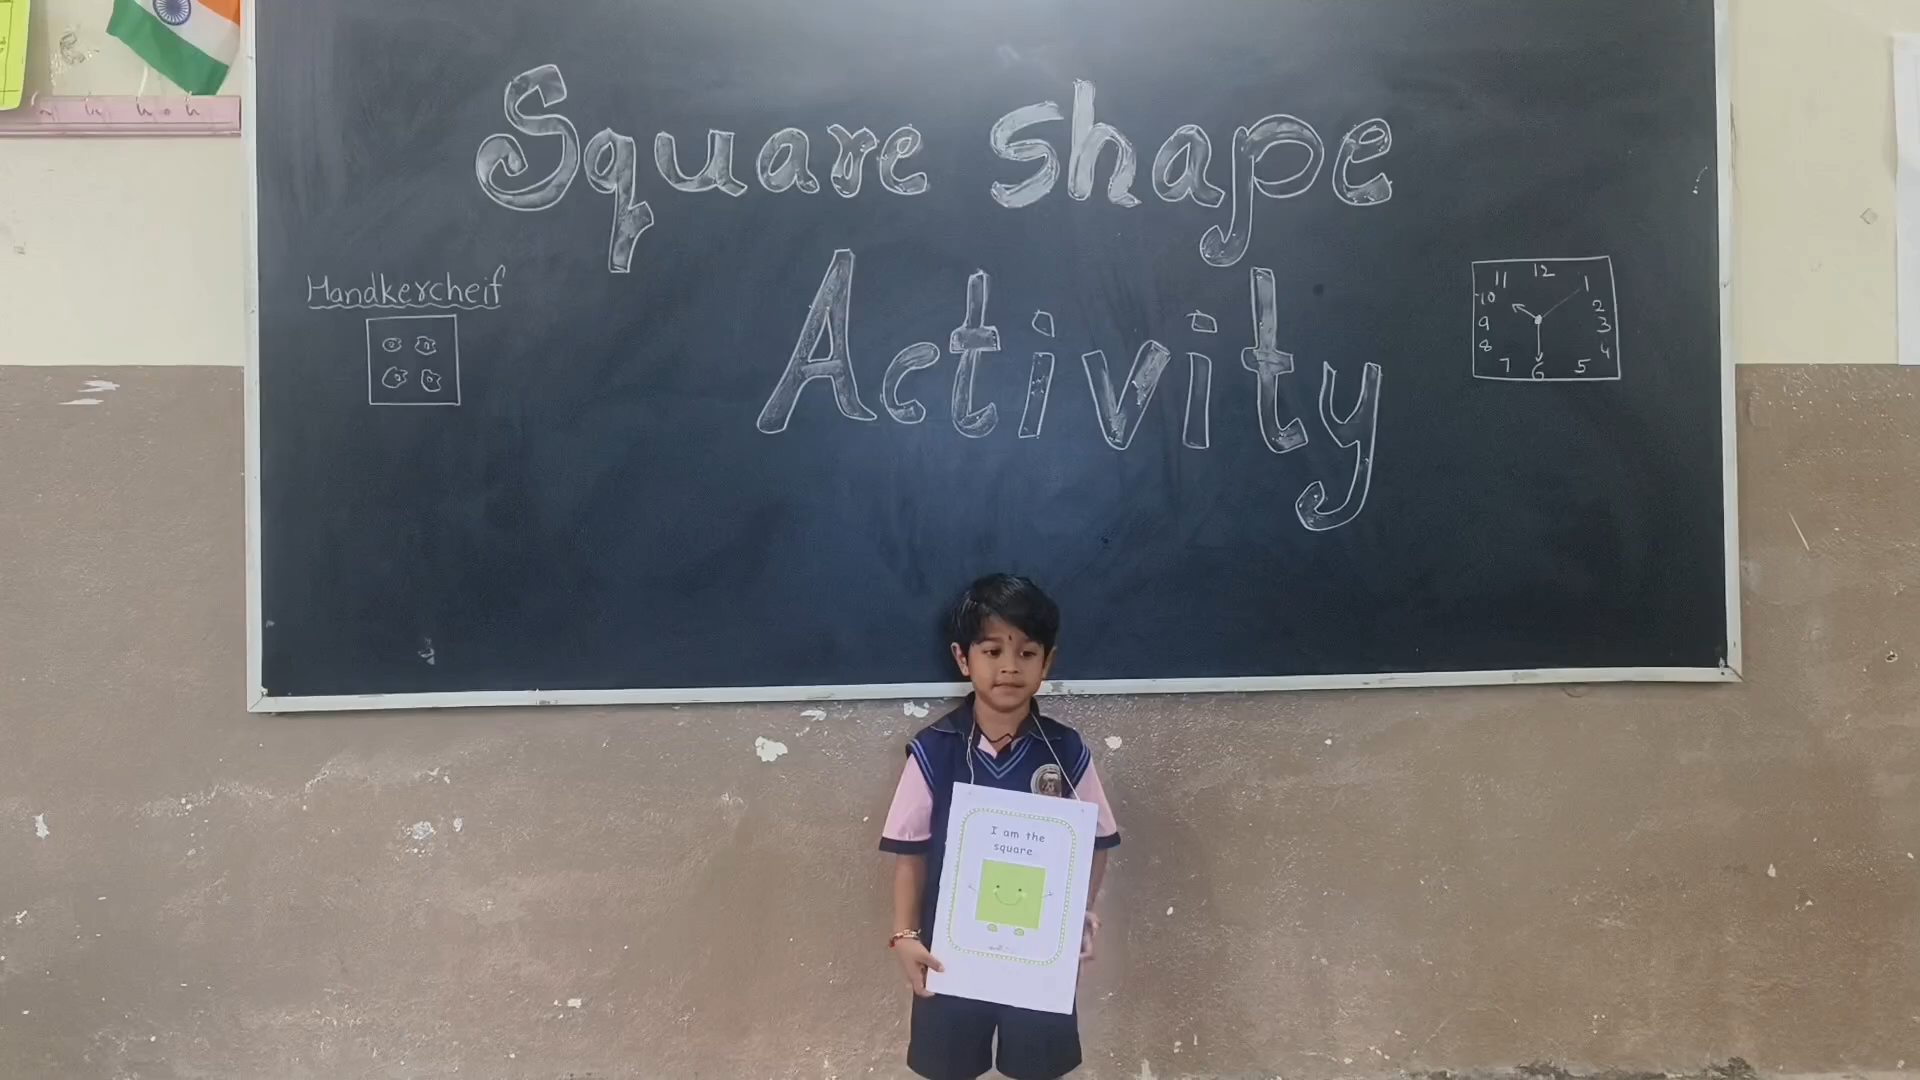 Square shape
Activity
Handkercheif
11 12 1
10 2
9 3
8 4
7 6 5
I am the
square